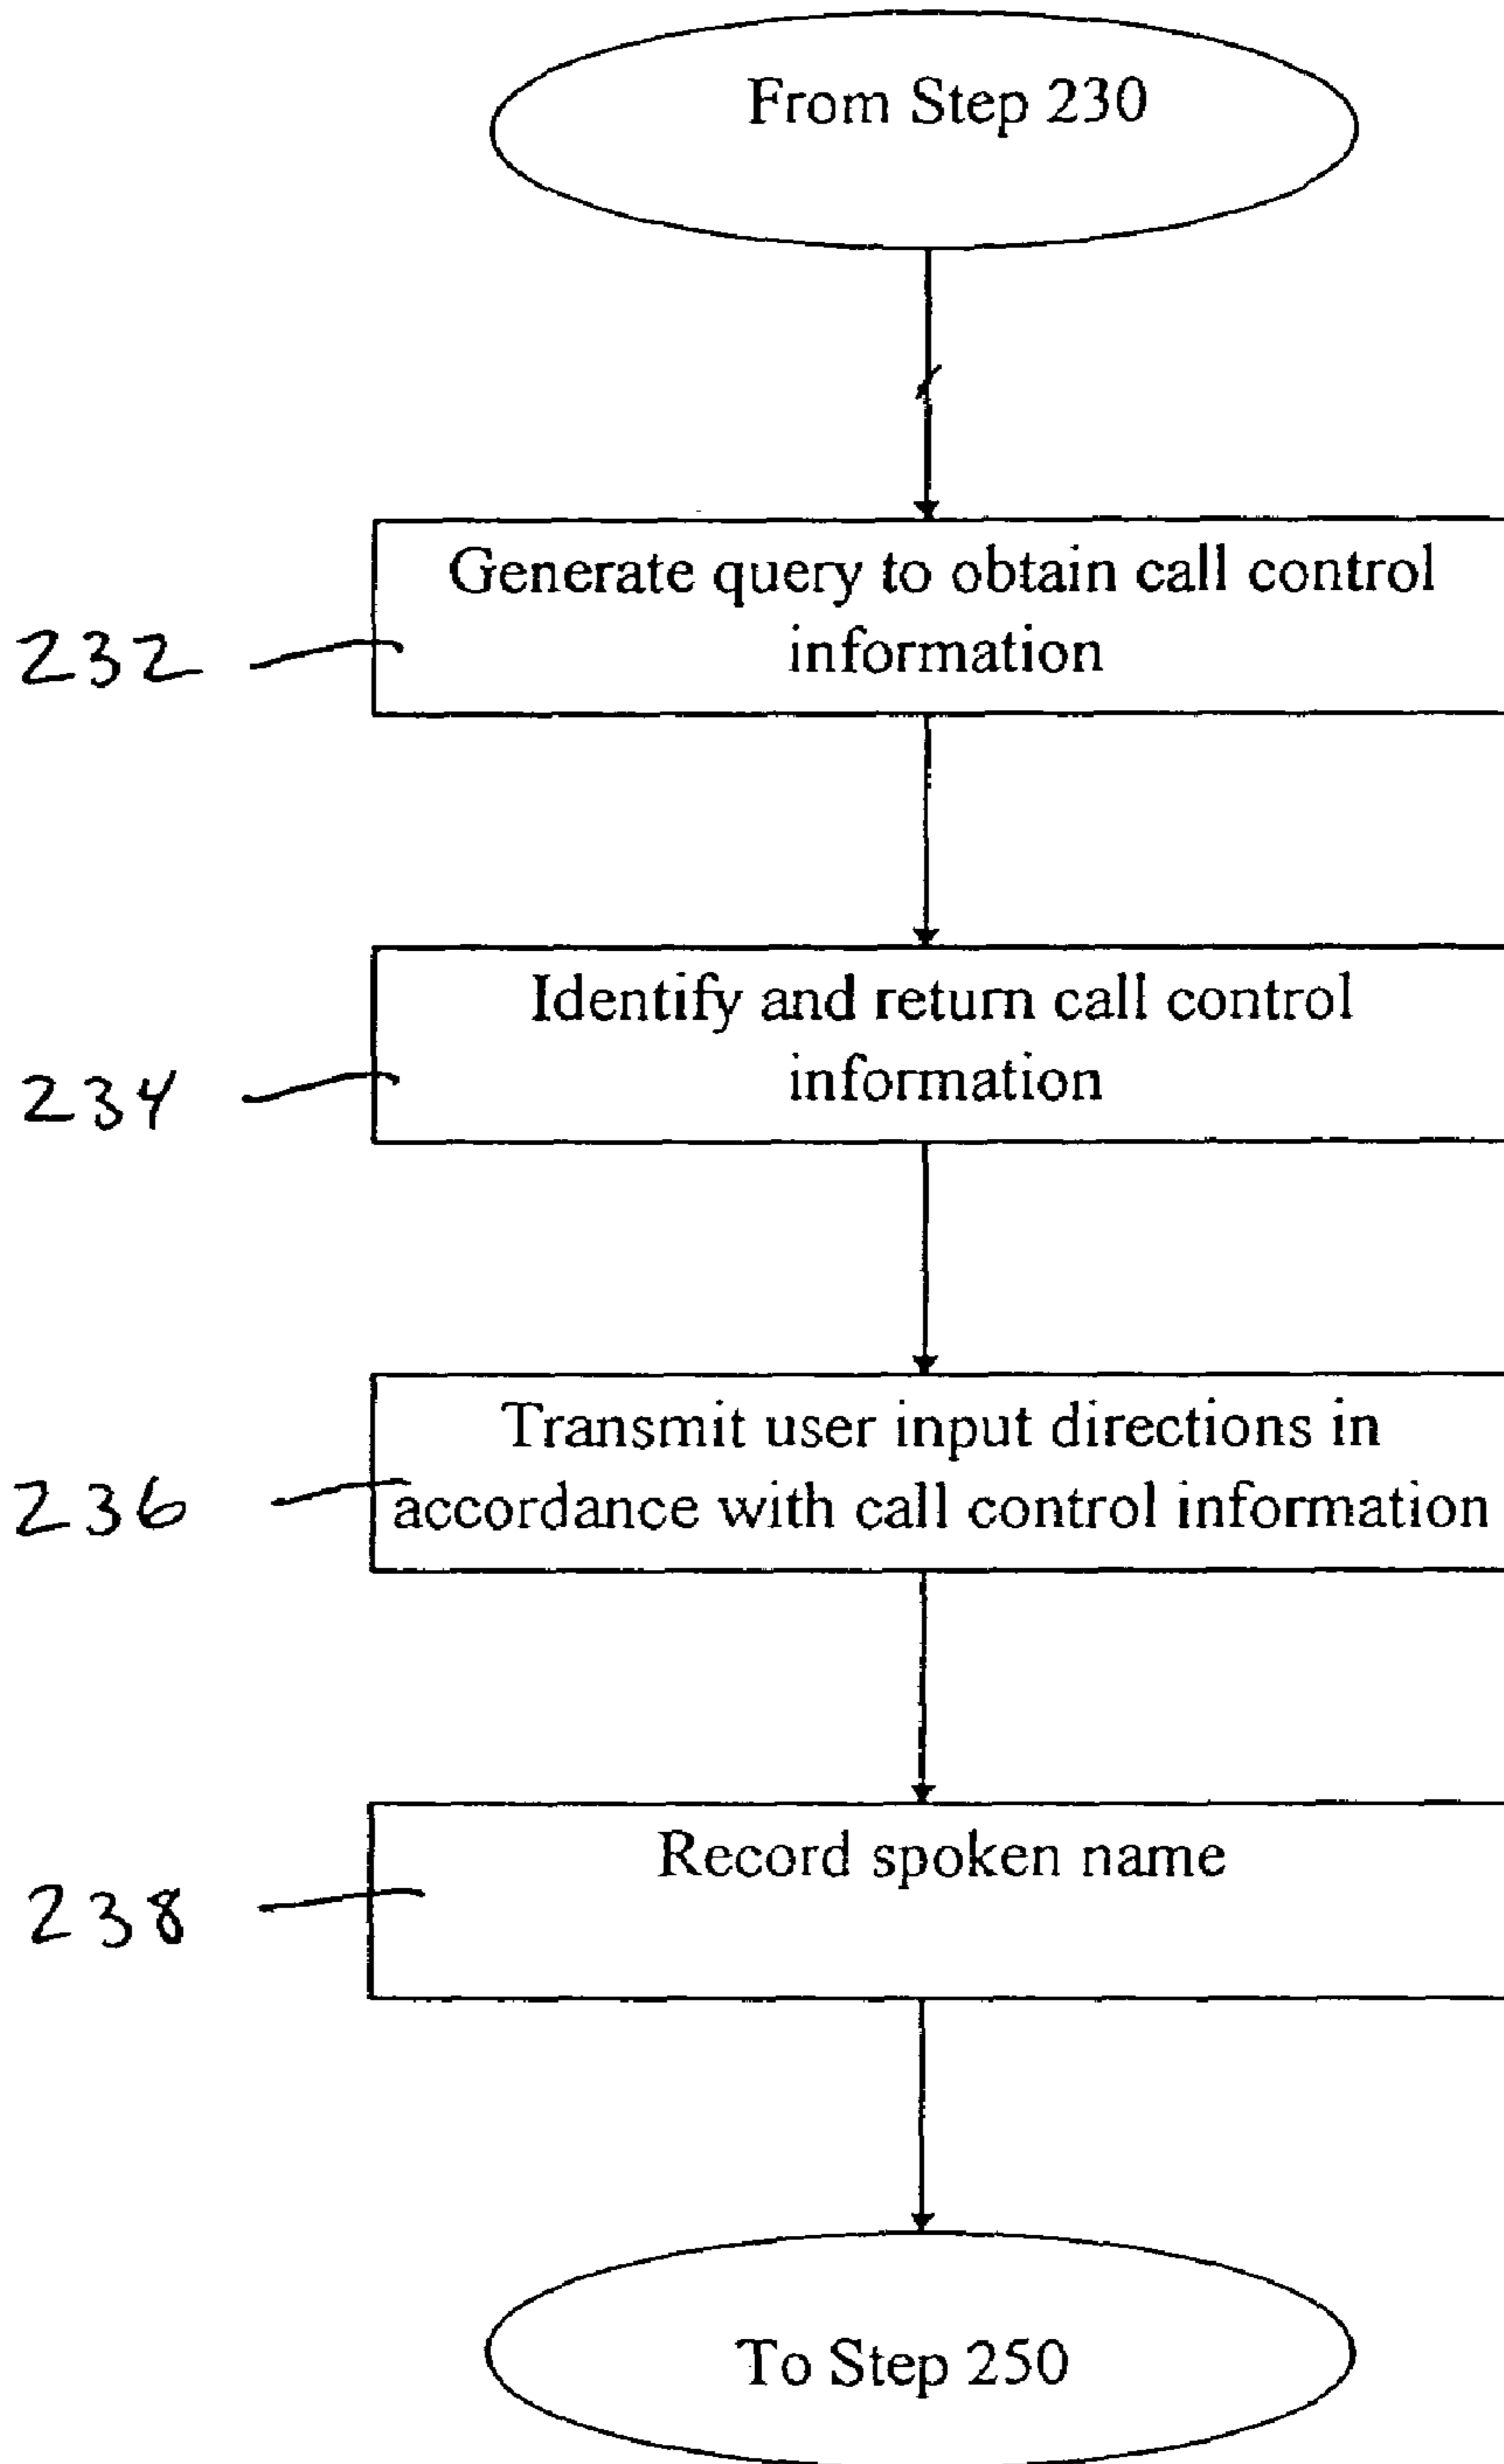 From Step 230
Generate query to obtain call control
information
232
Identify and return call control
information
234
Transmit user input directions in
accordance with call control information
236
Record spoken name
238
To Step 250